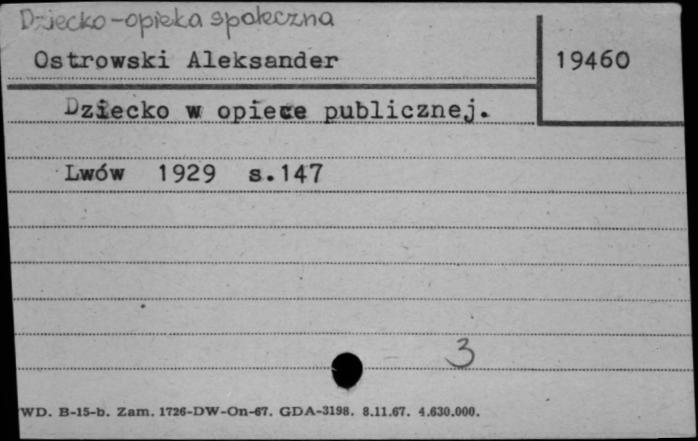 Dziecko-opieka społeczna
Ostrowski Aleksander
19460
Dziecko w opiece publicznej.
Lwów 1929 s.147
3
WD. B-15-b. Zam. 1726-DW-On-67. GDA-3198. 8.11.67. 4.630.000.